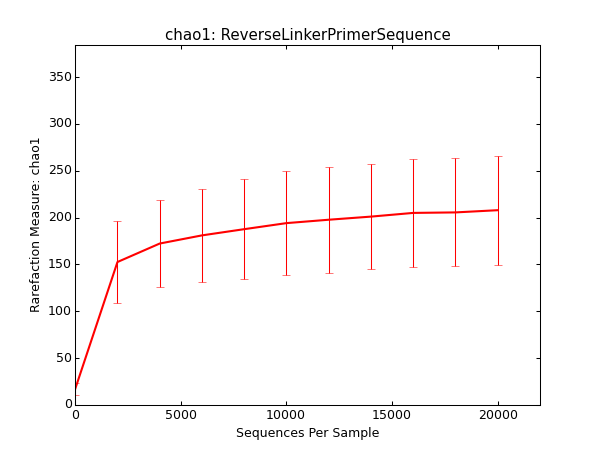 chao1: ReverseLinkerPrimerSequence
350
300
250
200
150
100
50
0
Rarefaction Measure: chao1
0 5000 10000 15000 20000
Sequences Per Sample